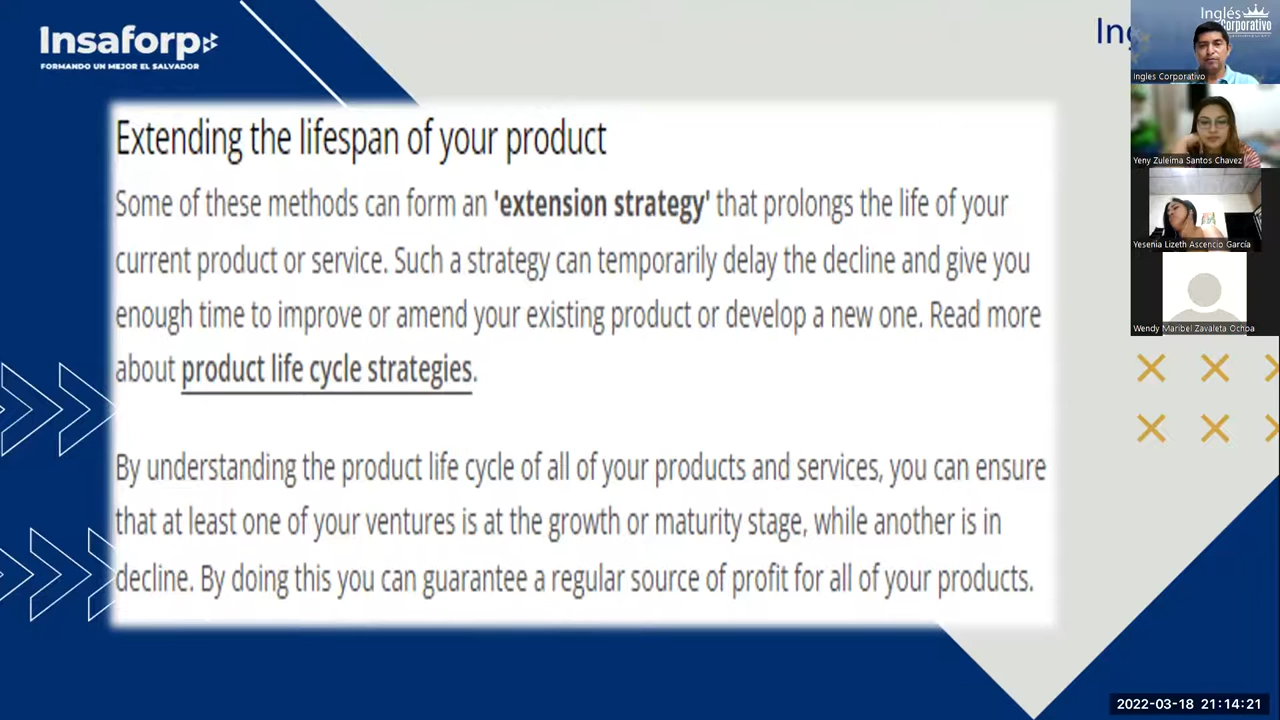 Insaforp
FORMANDO UN MEJOR EL SALVADOR
Extending the lifespan of your product
Some of these methods can form an 'extension strategy' that prolongs the life of your
current product or service. Such a strategy can temporarily delay the decline and give you
enough time to improve or amend your existing product or develop a new one. Read more
about product life cycle strategies.
By understanding the product life cycle of all of your products and services, you can ensure
that at least one of your ventures is at the growth or maturity stage, while another is in
decline. By doing this you can guarantee a regular source of profit for all of your products.
Inglés
Corporativo
Ingles Corporativo
Yeny Zuleima Santos Chavez
Yesenia Lizeth Ascencio García
Wendy Maribel Zavaleta Ochoa
2022-03-18 21:14:21